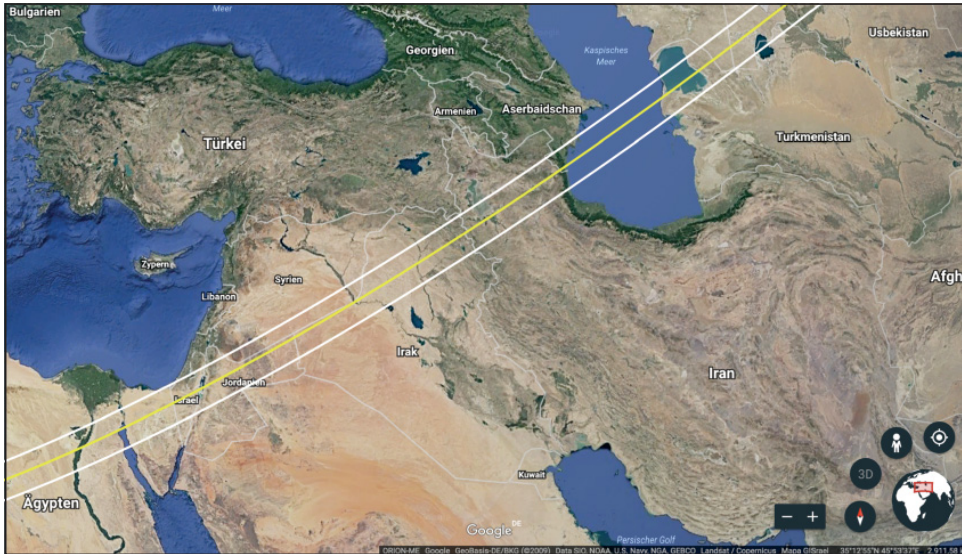 Bulgarien
Meer
Usbekistan
Georgien
Kaspisches
Meer
Armenien
Aserbaidschan
Turkmenistan
Türkei
Zypern
Syrien
Afgh
Libanon
Irak
Iran
Jordanien
Israel
Kuwait
3D
Ägypten
Google
DE
Persischer Golf